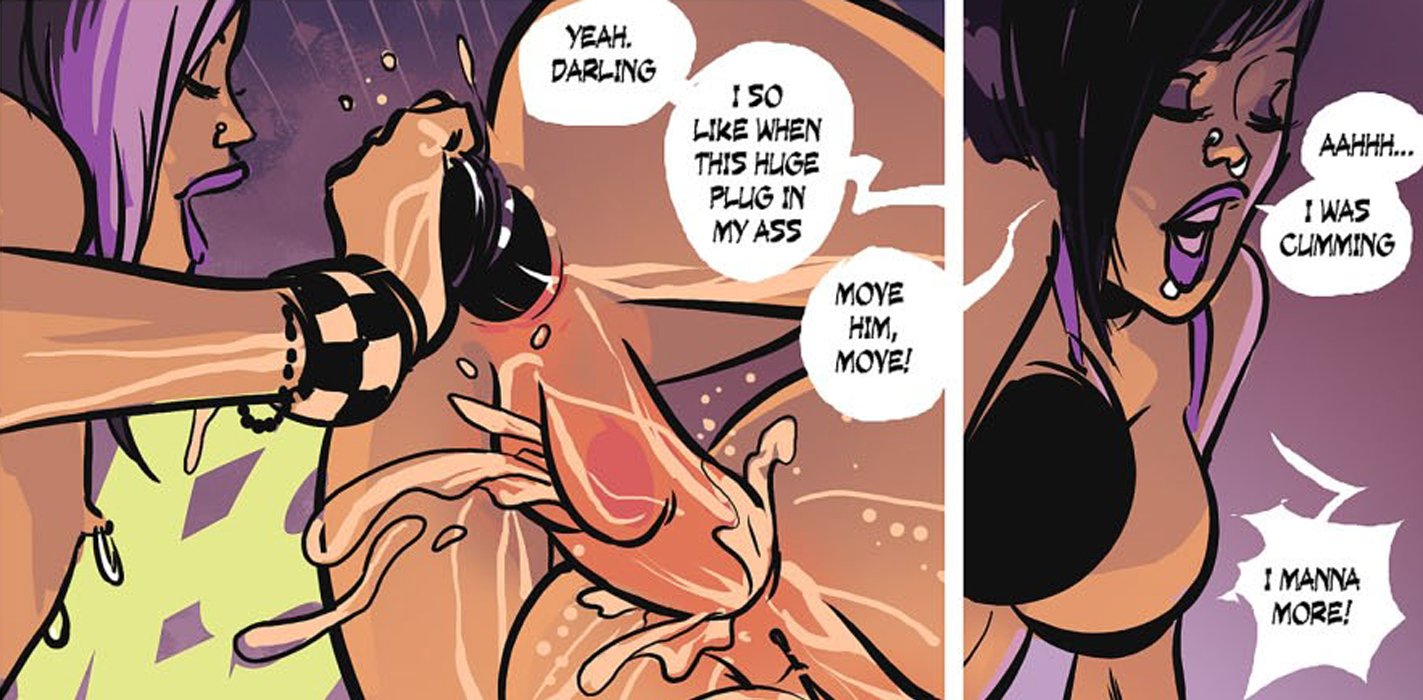 YEAH.
DARLING
I SO
LIKE WHEN
THIS HUGE
PLUG IN
MY ASS
MOVE
HIM,
MOVE!
AAHHH...
I WAS
CUMMING
I MANNA
MORE!